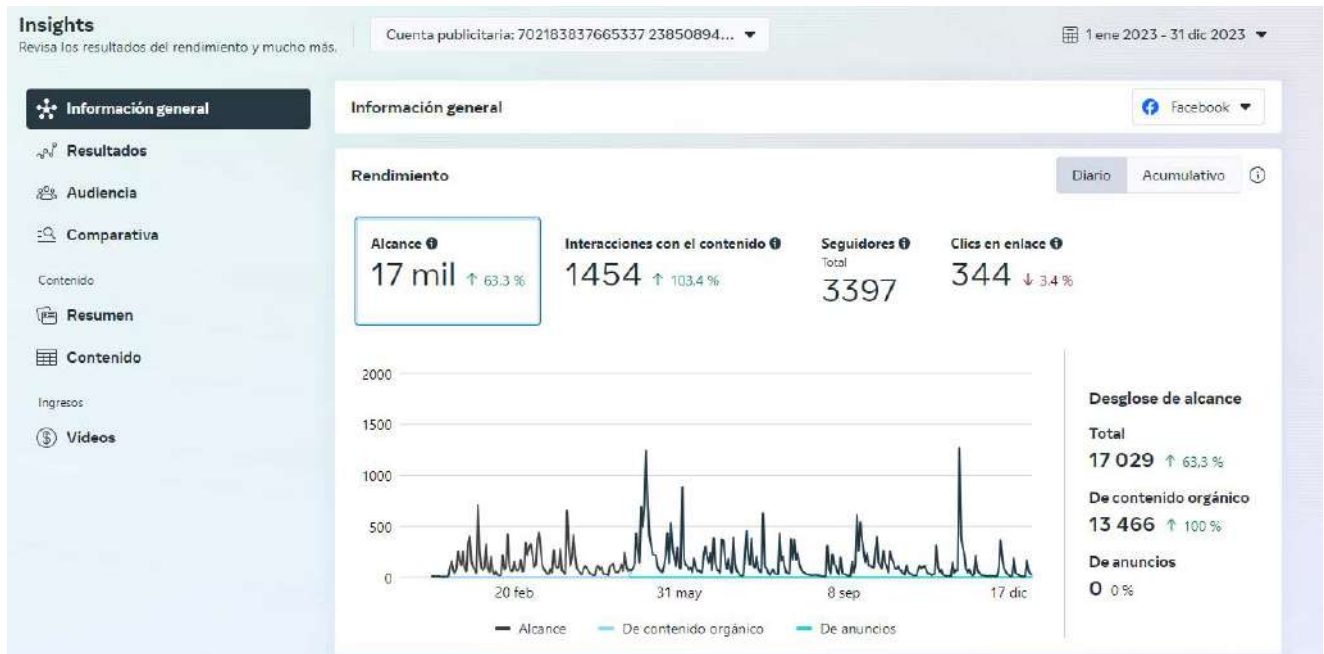 Insights
Revisa los resultados del rendimiento y mucho más.
Cuenta publicitaria: 702183837665337 23850894...
1 ene 2023 - 31 dic 2023
Información general
Resultados
Audiencia
Comparativa
Contenido
Resumen
Contenido
Ingresos
Vídeos
Información general
Facebook
Rendimiento
Diario
Acumulativo
Alcance
17 mil ↑ 63.3 %
Interacciones con el contenido
1454 ↑ 103.4 %
Seguidores
Total
3397
Clics en enlace
344 ↓ 3.4 %
2000
1500
1000
500
0
20 feb
31 may
8 sep
17 dic
Alcance
De contenido orgánico
De anuncios
Desglose de alcance
Total
17 029 ↑ 63,3 %
De contenido orgánico
13 466 ↑ 100 %
De anuncios
0 0 %